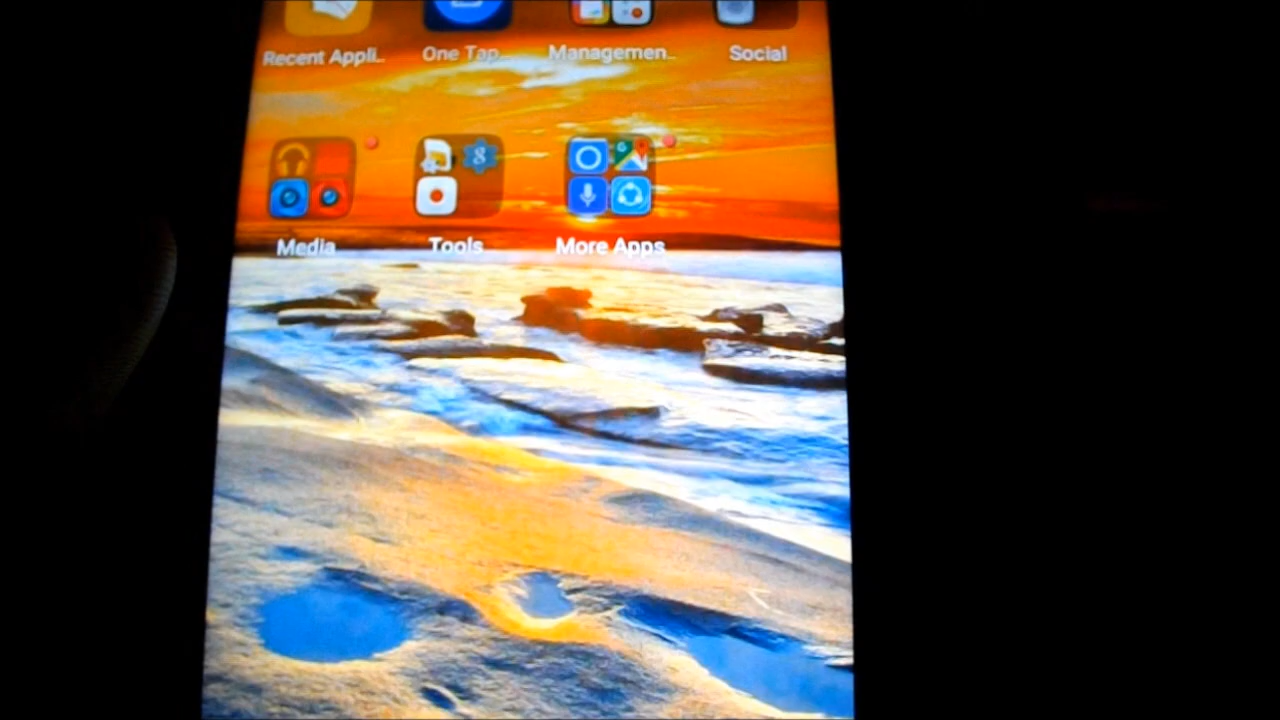 Recent Appli..
One Tap...
Managemen..
Social
Media
Tools
More Apps